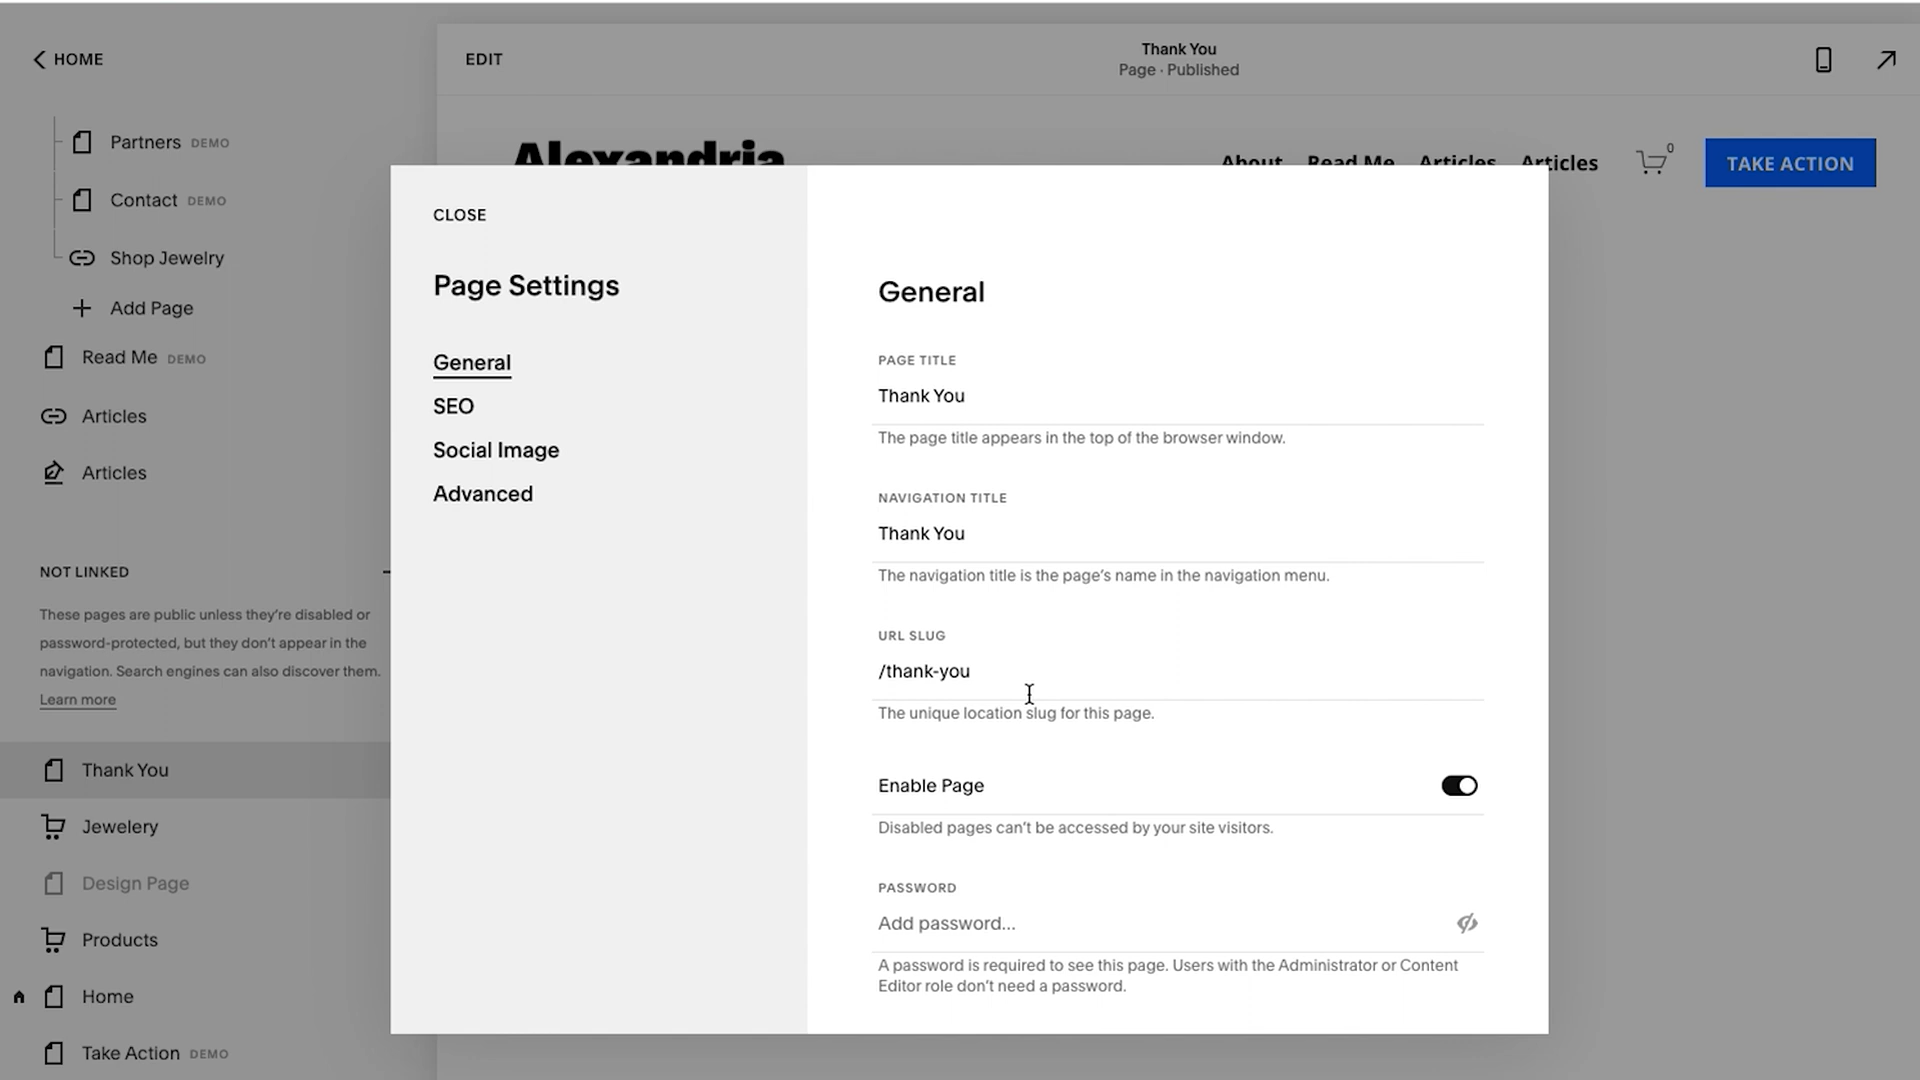 HOME
Partners DEMO
Contact DEMO
Shop Jewelry
Add Page
Read Me DEMO
Articles
Articles
NOT LINKED
These pages are public unless they’re disabled or
password-protected, but they don’t appear in the
navigation. Search engines can also discover them.
Learn more
Thank You
Jewelery
Design Page
Products
Home
Take Action DEMO
EDIT
Thank You
Page · Published
Alexandria
About Read Me Articles Articles 0 TAKE ACTION
CLOSE
Page Settings
General
SEO
Social Image
Advanced
General
PAGE TITLE
Thank You
The page title appears in the top of the browser window.
NAVIGATION TITLE
Thank You
The navigation title is the page’s name in the navigation menu.
URL SLUG
/thank-you
The unique location slug for this page.
Enable Page
Disabled pages can’t be accessed by your site visitors.
PASSWORD
Add password...
A password is required to see this page. Users with the Administrator or Content
Editor role don’t need a password.